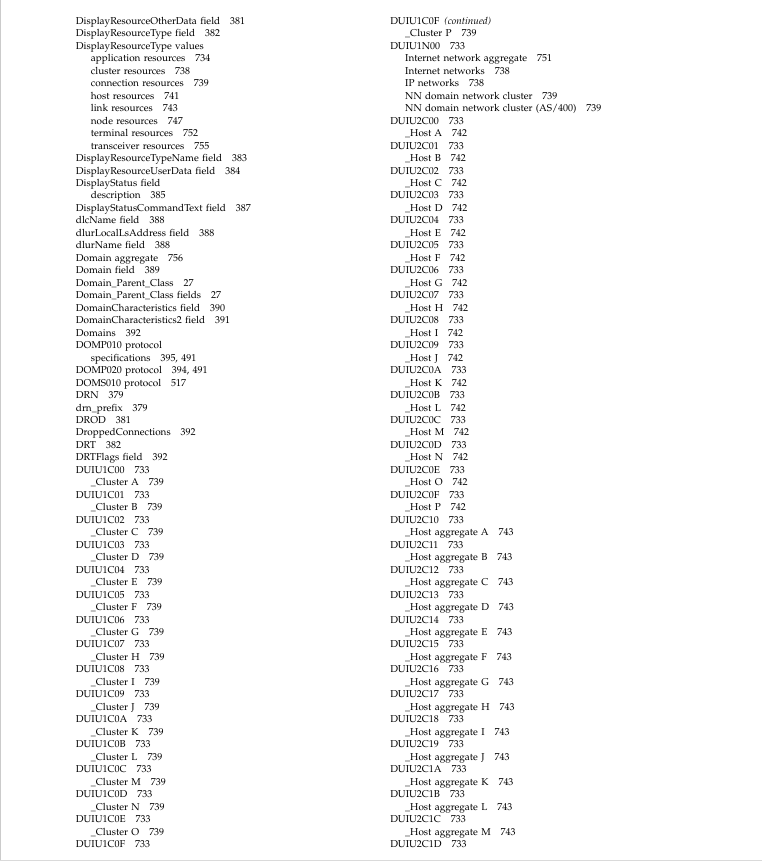 DisplayResourceOtherData field 381
DisplayResourceType field 382
DisplayResourceType values
application resources 734
cluster resources 738
connection resources 739
host resources 741
link resources 743
node resources 747
terminal resources 752
transceiver resources 755
DisplayResourceTypeName field 383
DisplayResourceUserData field 384
DisplayStatus field
description 385
DisplayStatusCommandText field 387
dlcName field 388
dlurLocalLsAddress field 388
dlurName field 388
Domain aggregate 756
Domain field 389
Domain_Parent_Class 27
Domain_Parent_Class fields 27
DomainCharacteristics field 390
DomainCharacteristics2 field 391
Domains 392
DOMP010 protocol
specifications 395, 491
DOMP020 protocol 394, 491
DOMS010 protocol 517
DRN 379
drn_prefix 379
DROD 381
DroppedConnections 392
DRT 382
DRTFlags field 392
DUIU1C00 733
_Cluster A 739
DUIU1C01 733
_Cluster B 739
DUIU1C02 733
_Cluster C 739
DUIU1C03 733
_Cluster D 739
DUIU1C04 733
_Cluster E 739
DUIU1C05 733
_Cluster F 739
DUIU1C06 733
_Cluster G 739
DUIU1C07 733
_Cluster H 739
DUIU1C08 733
_Cluster I 739
DUIU1C09 733
_Cluster J 739
DUIU1C0A 733
_Cluster K 739
DUIU1C0B 733
_Cluster L 739
DUIU1C0C 733
_Cluster M 739
DUIU1C0D 733
_Cluster N 739
DUIU1C0E 733
_Cluster O 739
DUIU1C0F 733
DUIU1C0F (continued)
_Cluster P 739
DUIU1N00 733
Internet network aggregate 751
Internet networks 738
IP networks 738
NN domain network cluster 739
NN domain network cluster (AS/400) 739
DUIU2C00 733
_Host A 742
DUIU2C01 733
_Host B 742
DUIU2C02 733
_Host C 742
DUIU2C03 733
_Host D 742
DUIU2C04 733
_Host E 742
DUIU2C05 733
_Host F 742
DUIU2C06 733
_Host G 742
DUIU2C07 733
_Host H 742
DUIU2C08 733
_Host I 742
DUIU2C09 733
_Host J 742
DUIU2C0A 733
_Host K 742
DUIU2C0B 733
_Host L 742
DUIU2C0C 733
_Host M 742
DUIU2C0D 733
_Host N 742
DUIU2C0E 733
_Host O 742
DUIU2C0F 733
_Host P 742
DUIU2C10 733
_Host aggregate A 743
DUIU2C11 733
_Host aggregate B 743
DUIU2C12 733
_Host aggregate C 743
DUIU2C13 733
_Host aggregate D 743
DUIU2C14 733
_Host aggregate E 743
DUIU2C15 733
_Host aggregate F 743
DUIU2C16 733
_Host aggregate G 743
DUIU2C17 733
_Host aggregate H 743
DUIU2C18 733
_Host aggregate I 743
DUIU2C19 733
_Host aggregate J 743
DUIU2C1A 733
_Host aggregate K 743
DUIU2C1B 733
_Host aggregate L 743
DUIU2C1C 733
_Host aggregate M 743
DUIU2C1D 733